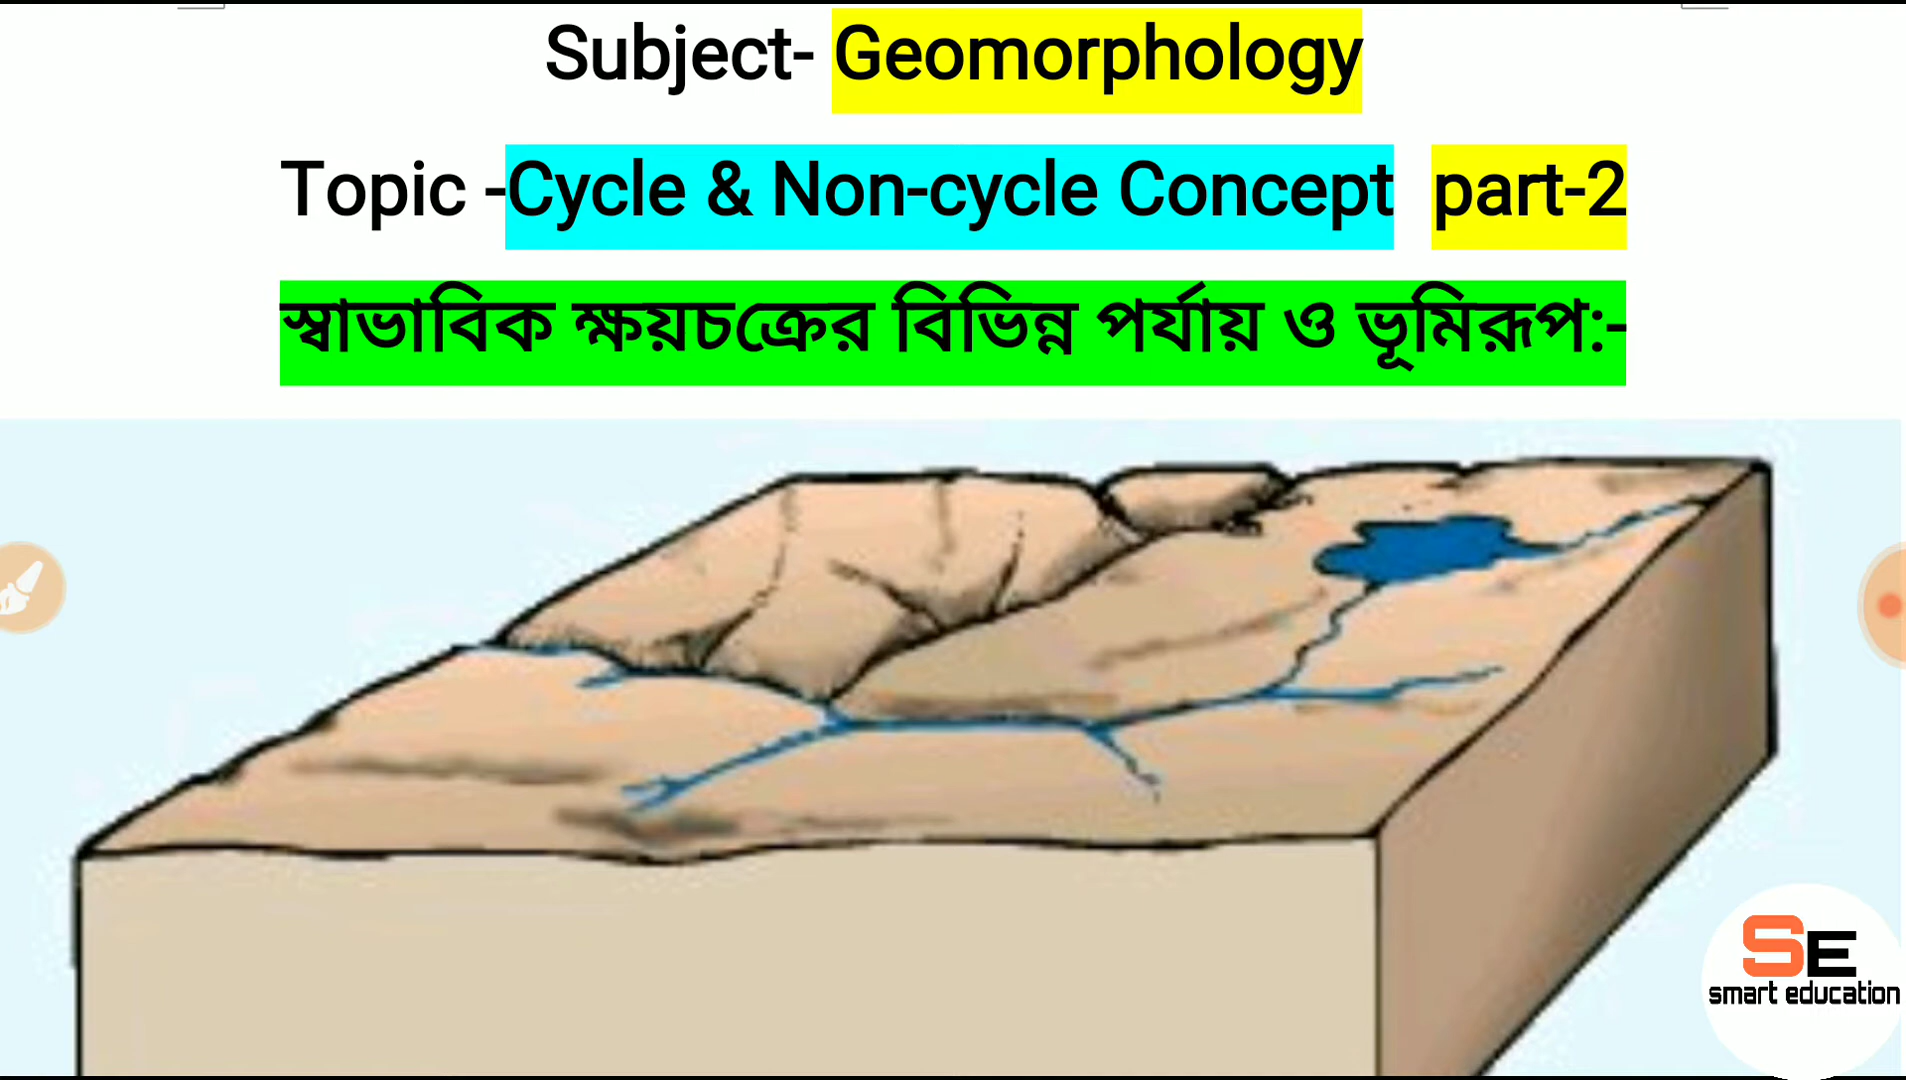 Subject- Geomorphology
Topic -Cycle & Non-cycle Concept part-2
স্বাভাবিক ক্ষয়চক্রের বিভিন্ন পর্যায় ও ভূমিরূপ:-
SE
smart education